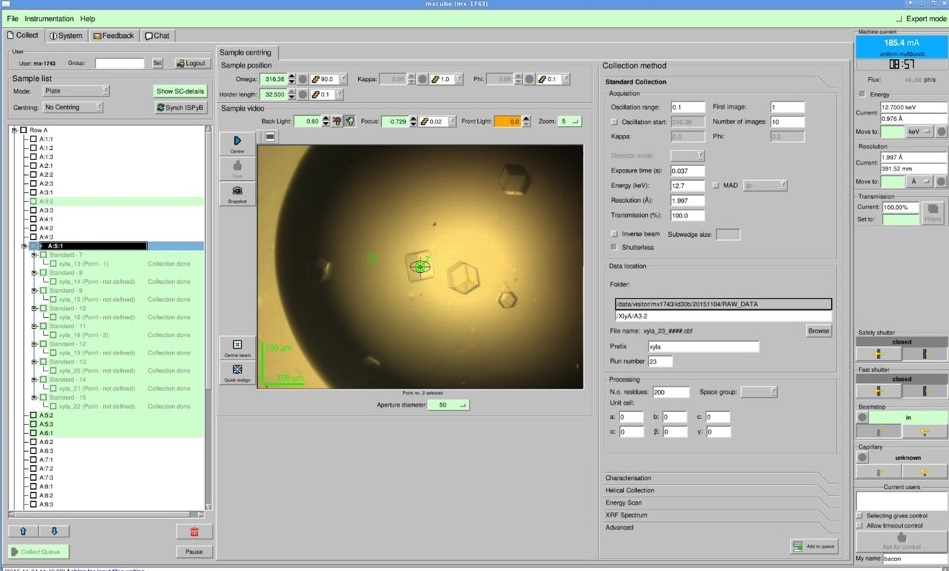 mxcube (mx-1743)
File Instrumentation Help
Expert mode
Collect System Feedback Chat
User
User: mx-1743 Group: Set Logout
Sample list
Mode: Plate Show SC-details
Centring: No Centring Synch ISPyB
Row A
A:1:1
A:1:2
A:1:3
A:2:1
A:2:2
A:2:3
A:3:1
A:3:2
A:3:3
A:4:1
A:4:2
A:4:3
A:5:1
Standard - 7
xyla_13 (Point - 1) Collection done
Standard - 8
xyla_14 (Point - not defined) Collection done
Standard - 9
xyla_15 (Point - not defined) Collection done
Standard - 10
xyla_16 (Point - not defined) Collection done
Standard - 11
xyla_18 (Point - 2) Collection done
Standard - 12
xyla_19 (Point - not defined) Collection done
Standard - 13
xyla_20 (Point - not defined) Collection done
Standard - 14
xyla_21 (Point - not defined) Collection done
Standard - 15
xyla_22 (Point - not defined) Collection done
A:5:2
A:5:3
A:6:1
A:6:2
A:6:3
A:7:1
A:7:2
A:7:3
A:8:1
A:8:2
A:8:3
Collect Queue Pause
Sample centring
Sample position
Omega: 316.36 90.0 Kappa: 0.00 1.0 Phi: 0.00 0.1
Holder length: 32.500 0.1
Sample video
Back Light: 0.60 Focus: -0.729 0.02 Front Light: 0.0 Zoom: 5
Centre
Save
Snapshot
Centre beam
Quick realign
100 µm
100 µm
Point no. 2 selected
Aperture diameter: 50
Collection method
Standard Collection
Acquisition
Oscillation range: 0.1 First image: 1
Oscillation start: 316.36 Number of images: 10
Kappa: 0.0 Phi: 0.0
Detector mode:
Exposure time (s): 0.037
Energy (keV): 12.7 MAD
Resolution (Å): 1.997
Transmission (%): 100.0
Inverse beam Subwedge size:
Shutterless
Data location
Folder:
/data/visitor/mx1743/id30b/20151104/RAW_DATA
/XlyA/A3-2
File name: xyla_23_####.cbf Browse
Prefix xyla
Run number 23
Processing
N.o. residues: 200 Space group:
Unit cell:
a: 0 b: 0 c: 0
α: 0 β: 0 γ: 0
Characterisation
Helical Collection
Energy Scan
XRF Spectrum
Advanced
Add to queue
Machine current
185.4 mA
uniform multibunch
08:57
Flux:
Energy
Current: 12.7000 keV
0.976 Å
Move to: keV
Resolution
Current: 1.997 Å
391.52 mm
Move to: Å
Transmission
Current: 100.00%
Set to: Filters
Safety shutter
closed
Fast shutter
closed
Beamstop
in
Capillary
unknown
Current users
Selecting gives control
Allow timeout control
Ask for control
My name: bacon